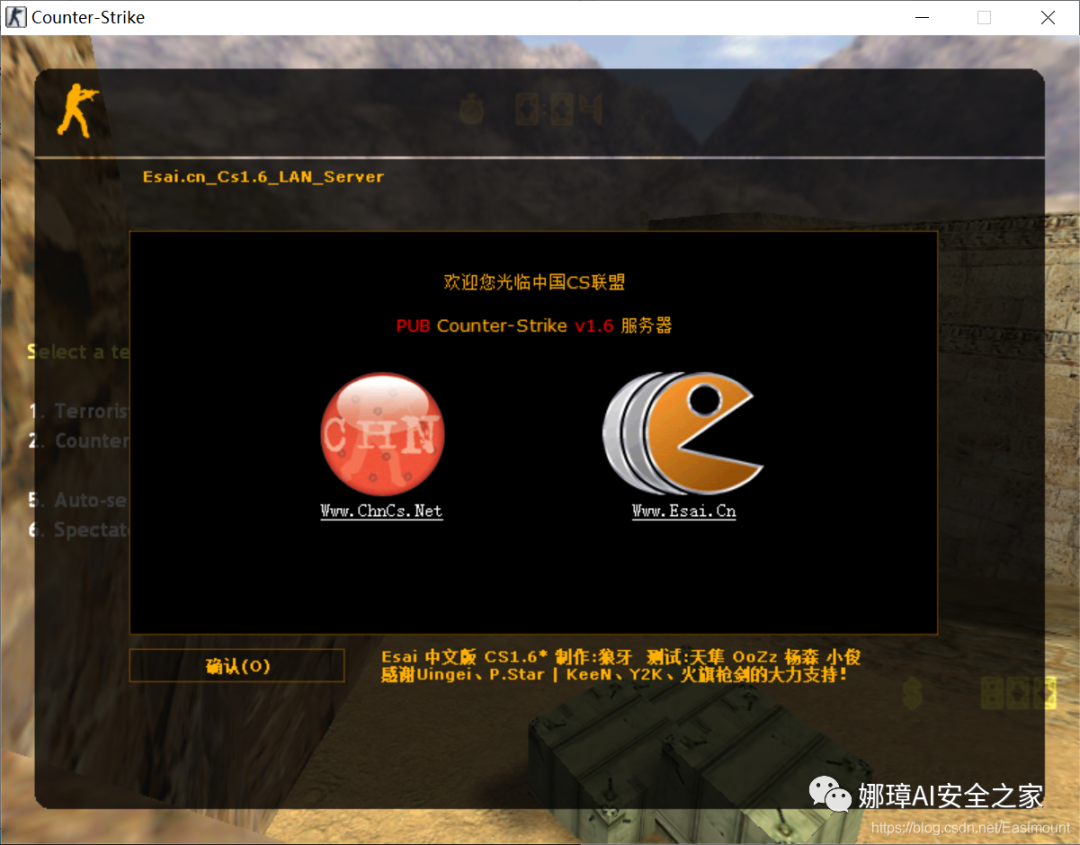 Counter-Strike
Esai.cn_Cs1.6_LAN_Server
欢迎您光临中国CS联盟
PUB Counter-Strike v1.6 服务器
Select a te
1. Terroris
2. Counter
5. Auto-se
6. Spectat
CHN
Www.ChnCs.Net
Www.Esai.Cn
确认(O)
Esai 中文版 CS1.6* 制作:狼牙 测试:天隼 OoZz 杨森 小俊
感谢Uingei、P.Star | KeeN、Y2K、火旗枪剑的大力支持!
娜璋AI安全之家
https://blog.csdn.net/Eastmount